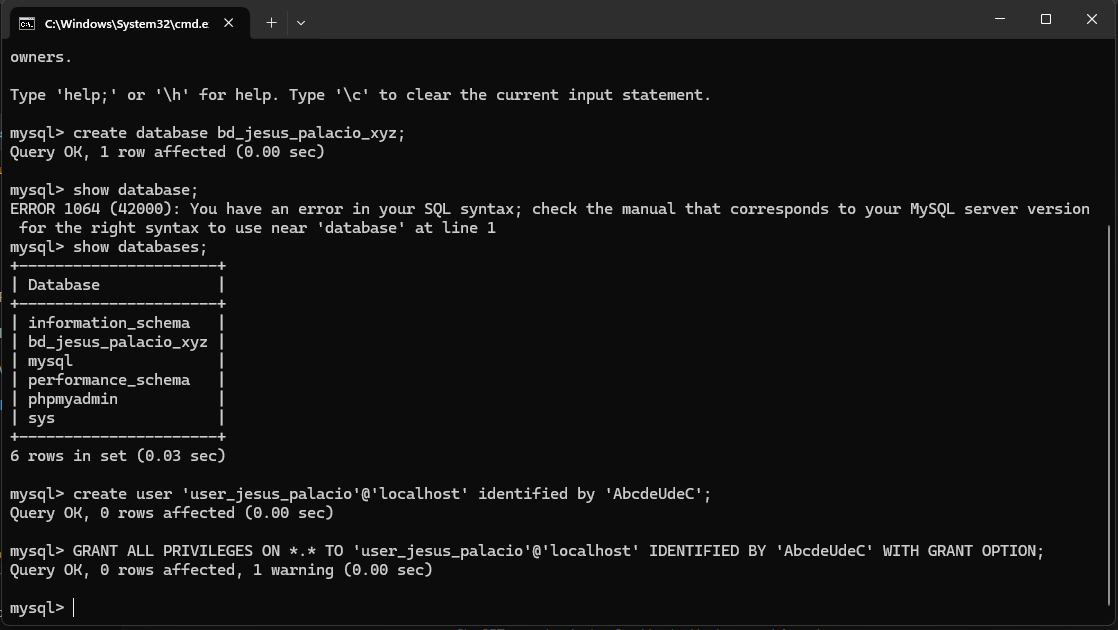 C:\Windows\System32\cmd.e
owners.
Type 'help;' or '\h' for help. Type '\c' to clear the current input statement.
mysql> create database bd_jesus_palacio_xyz;
Query OK, 1 row affected (0.00 sec)
mysql> show database;
ERROR 1064 (42000): You have an error in your SQL syntax; check the manual that corresponds to your MySQL server version
 for the right syntax to use near 'database' at line 1
mysql> show databases;
+----------------------+
| Database             |
+----------------------+
| information_schema   |
| bd_jesus_palacio_xyz |
| mysql                |
| performance_schema   |
| phpmyadmin           |
| sys                  |
+----------------------+
6 rows in set (0.03 sec)
mysql> create user 'user_jesus_palacio'@'localhost' identified by 'AbcdeUdeC';
Query OK, 0 rows affected (0.00 sec)
mysql> GRANT ALL PRIVILEGES ON *.* TO 'user_jesus_palacio'@'localhost' IDENTIFIED BY 'AbcdeUdeC' WITH GRANT OPTION;
Query OK, 0 rows affected, 1 warning (0.00 sec)
mysql>